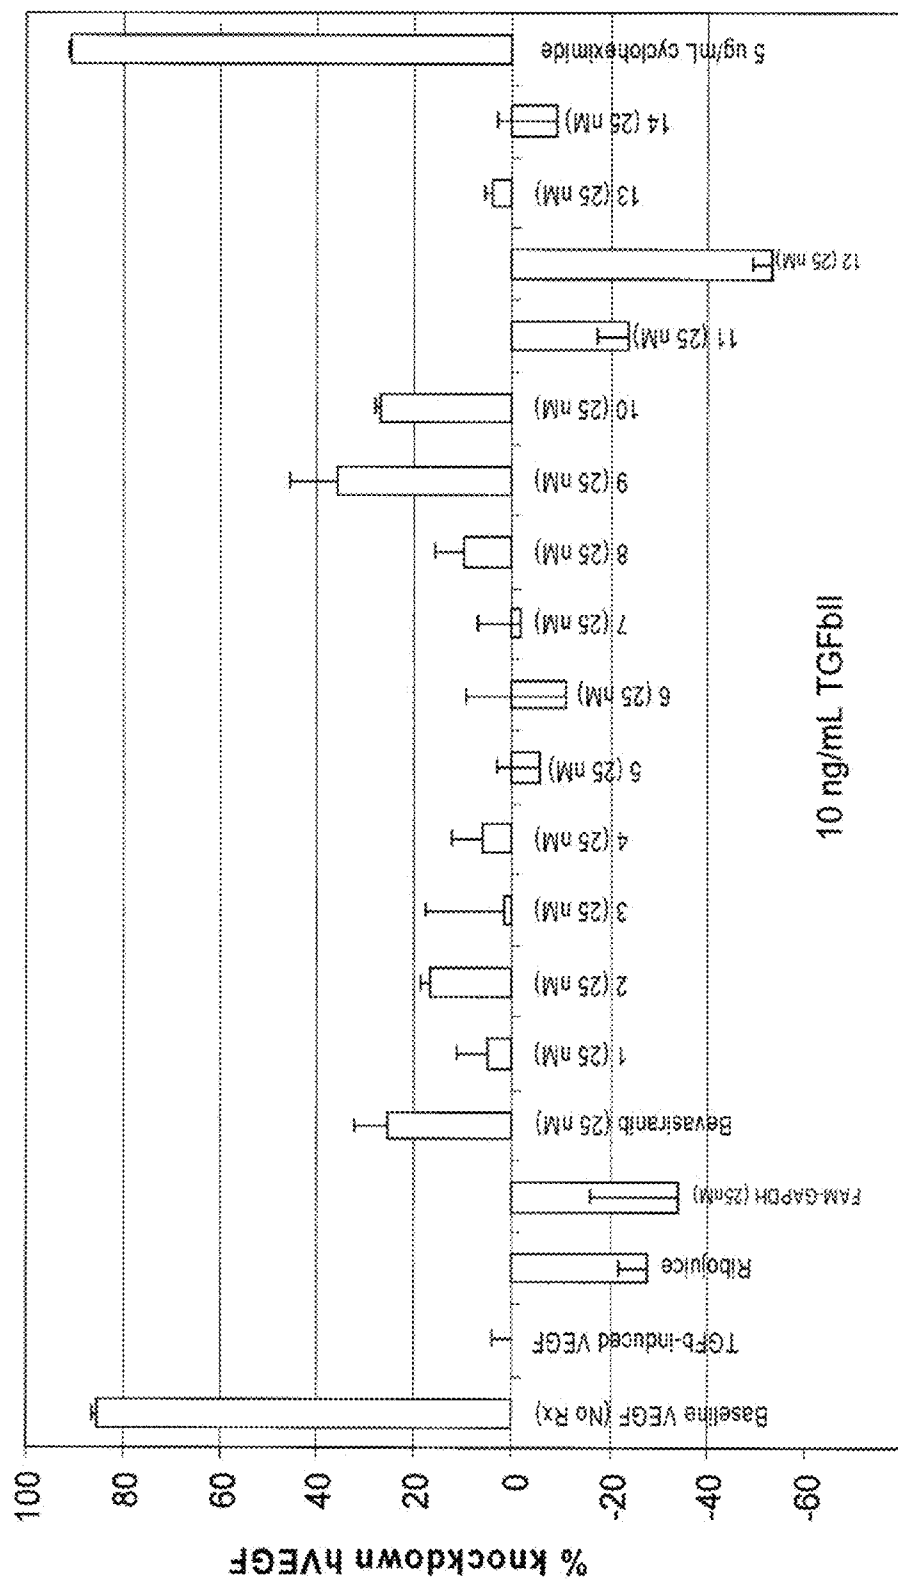 % knockdown hVEGF
100
80
60
40
20
0
-20
-40
-60
Baseline VEGF (No Rx)
TGFb-induced VEGF
Ribojuice
FAM-GAPDH (25nM)
Bevasiranib (25 nM)
1 (25 nM)
2 (25 nM)
3 (25 nM)
4 (25 nM)
5 (25 nM)
6 (25 nM)
7 (25 nM)
8 (25 nM)
9 (25 nM)
10 (25 nM)
11 (25 nM)
12 (25 nM)
13 (25 nM)
14 (25 nM)
5 ug/mL cycloheximide
10 ng/mL TGFbII